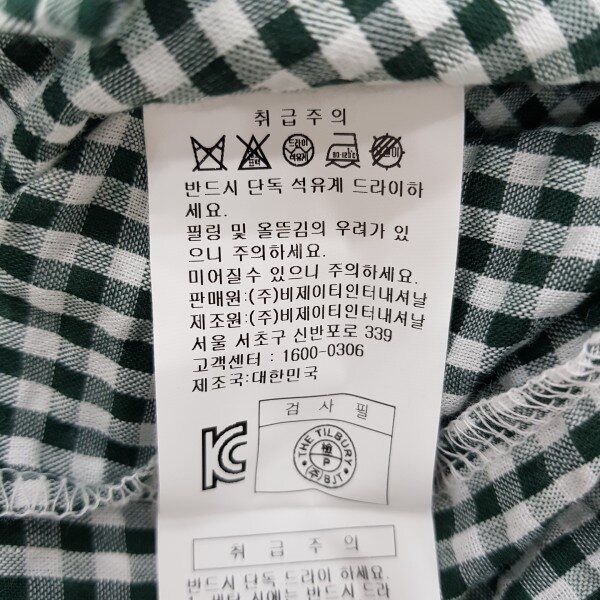 취급주의
드라이
석유계
80-120℃
반드시 단독 석유계 드라이하
세요.
필링 및 올뜯김의 우려가 있
으니 주의하세요.
미어질수 있으니 주의하세요.
판매원:(주)비제이티인터내셔날
제조원:(주)비제이티인터내셔날
서울 서초구 신반포로 339
고객센터 : 1600-0306
제조국:대한민국
검사필
THE TILBURY
檢
P
(주)BJT
취급주의
반드시 단독 드라이 하세요.